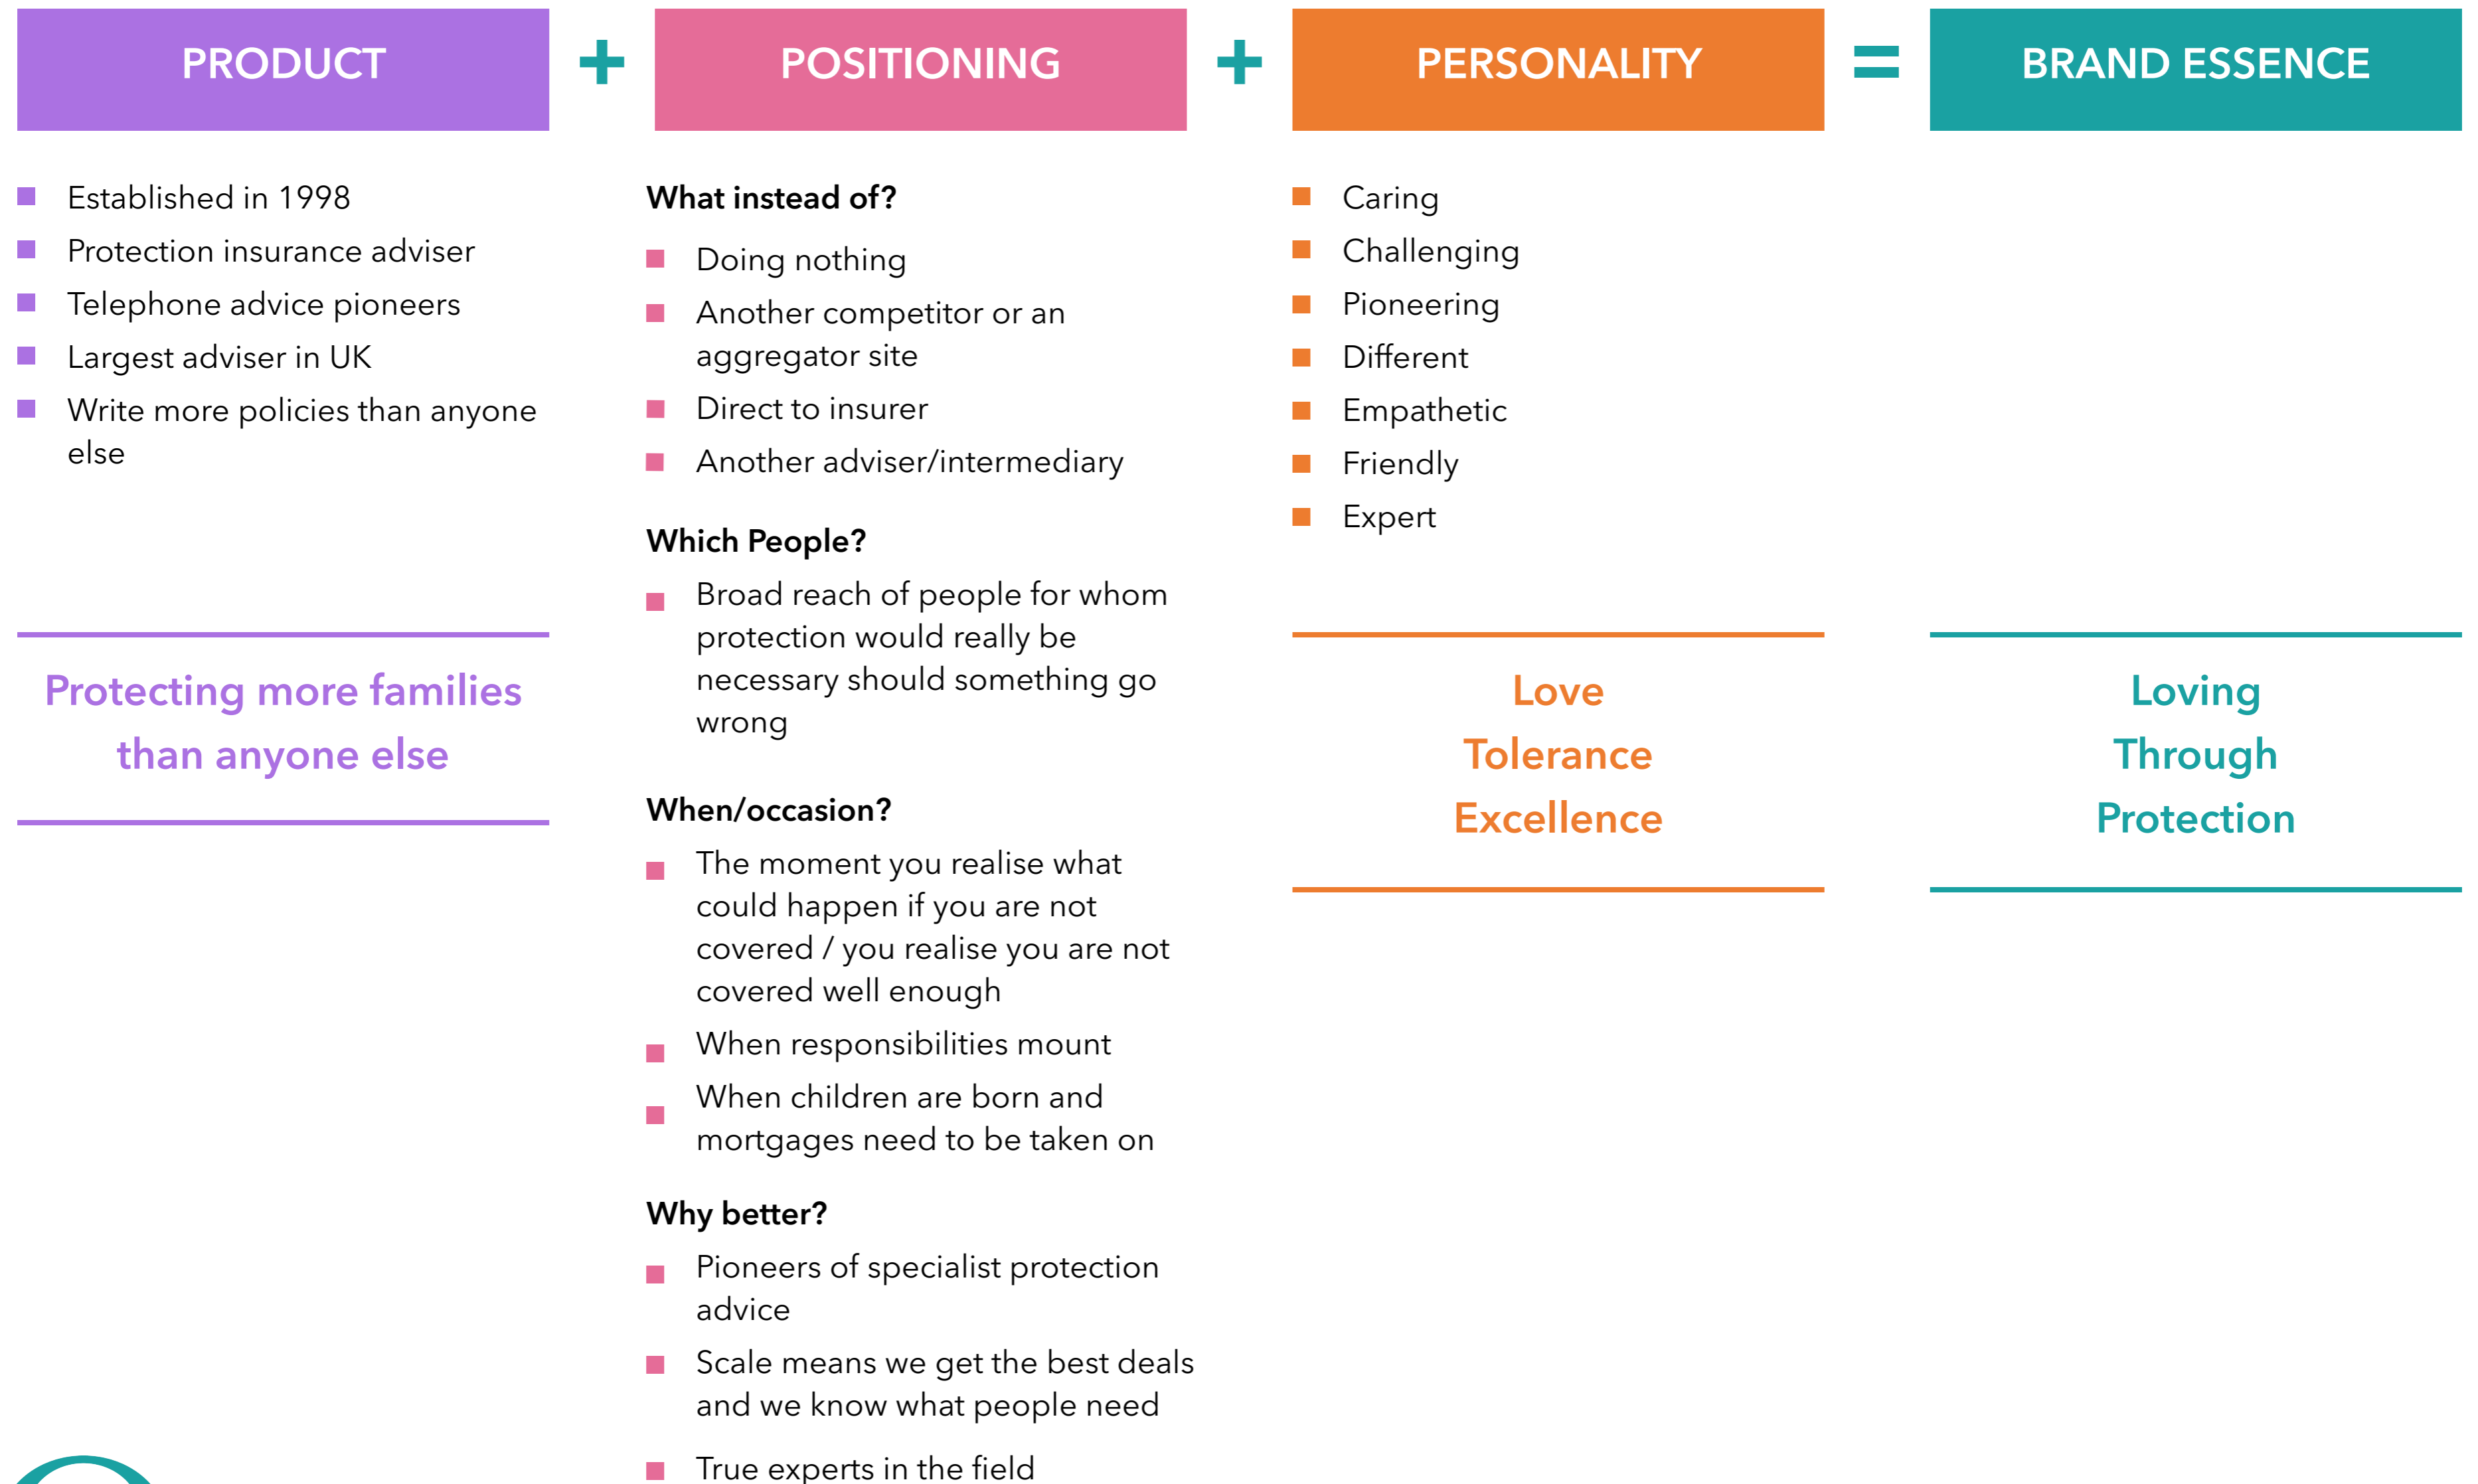 PRODUCT + POSITIONING + PERSONALITY = BRAND ESSENCE
Established in 1998
Protection insurance adviser
Telephone advice pioneers
Largest adviser in UK
Write more policies than anyone
else
Protecting more families
than anyone else
What instead of?
Doing nothing
Another competitor or an
aggregator site
Direct to insurer
Another adviser/intermediary
Which People?
Broad reach of people for whom
protection would really be
necessary should something go
wrong
When/occasion?
The moment you realise what
could happen if you are not
covered / you realise you are not
covered well enough
When responsibilities mount
When children are born and
mortgages need to be taken on
Why better?
Pioneers of specialist protection
advice
Scale means we get the best deals
and we know what people need
True experts in the field
Caring
Challenging
Pioneering
Different
Empathetic
Friendly
Expert
Love
Tolerance
Excellence
Loving
Through
Protection